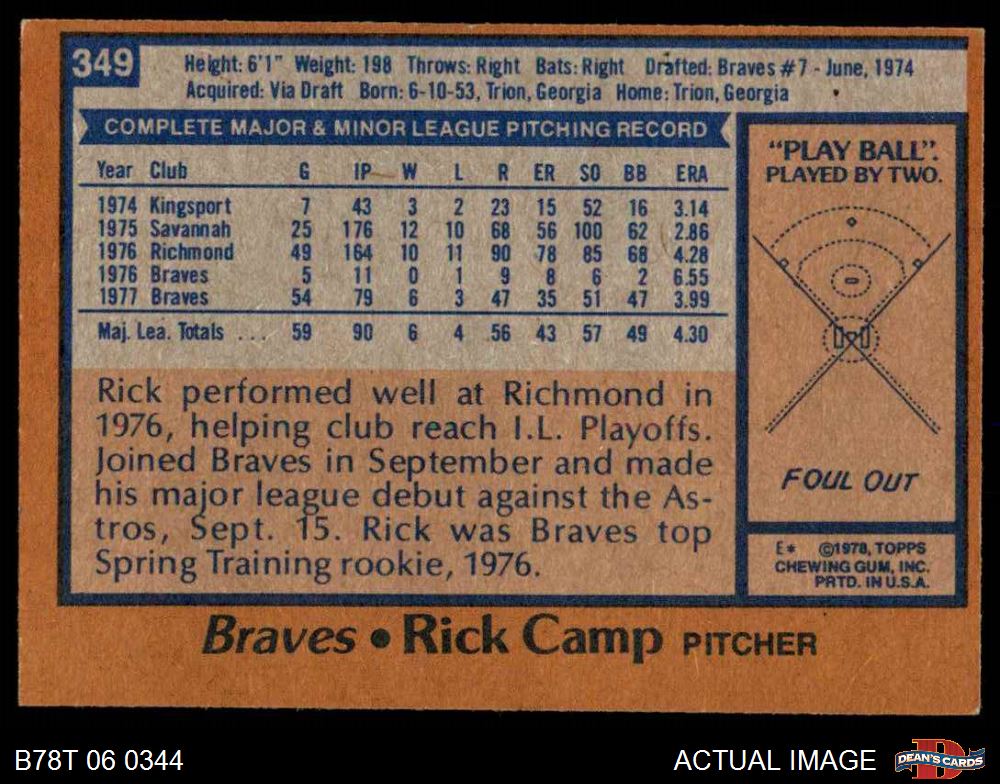 349
Height: 6'1" Weight: 198 Throws: Right Bats: Right Drafted: Braves #7 - June, 1974
Acquired: Via Draft Born: 6-10-53, Trion, Georgia Home: Trion, Georgia
COMPLETE MAJOR & MINOR LEAGUE PITCHING RECORD
Year Club G IP W L R ER SO BB ERA
1974 Kingsport 7 43 3 2 23 15 52 16 3.14
1975 Savannah 25 176 12 10 68 56 100 62 2.86
1976 Richmond 49 164 10 11 90 78 85 68 4.28
1976 Braves 5 11 0 1 9 8 6 2 6.55
1977 Braves 54 79 6 3 47 35 51 47 3.99
Maj. Lea. Totals ... 59 90 6 4 56 43 57 49 4.30
Rick performed well at Richmond in
1976, helping club reach I.L. Playoffs.
Joined Braves in September and made
his major league debut against the As-
tros, Sept. 15. Rick was Braves top
Spring Training rookie, 1976.
"PLAY BALL".
PLAYED BY TWO.
FOUL OUT
E* ©1978, TOPPS
CHEWING GUM, INC.
PRTD. IN U.S.A.
Braves • Rick Camp PITCHER
B78T 06 0344
ACTUAL IMAGE
D
DEAN'S CARDS